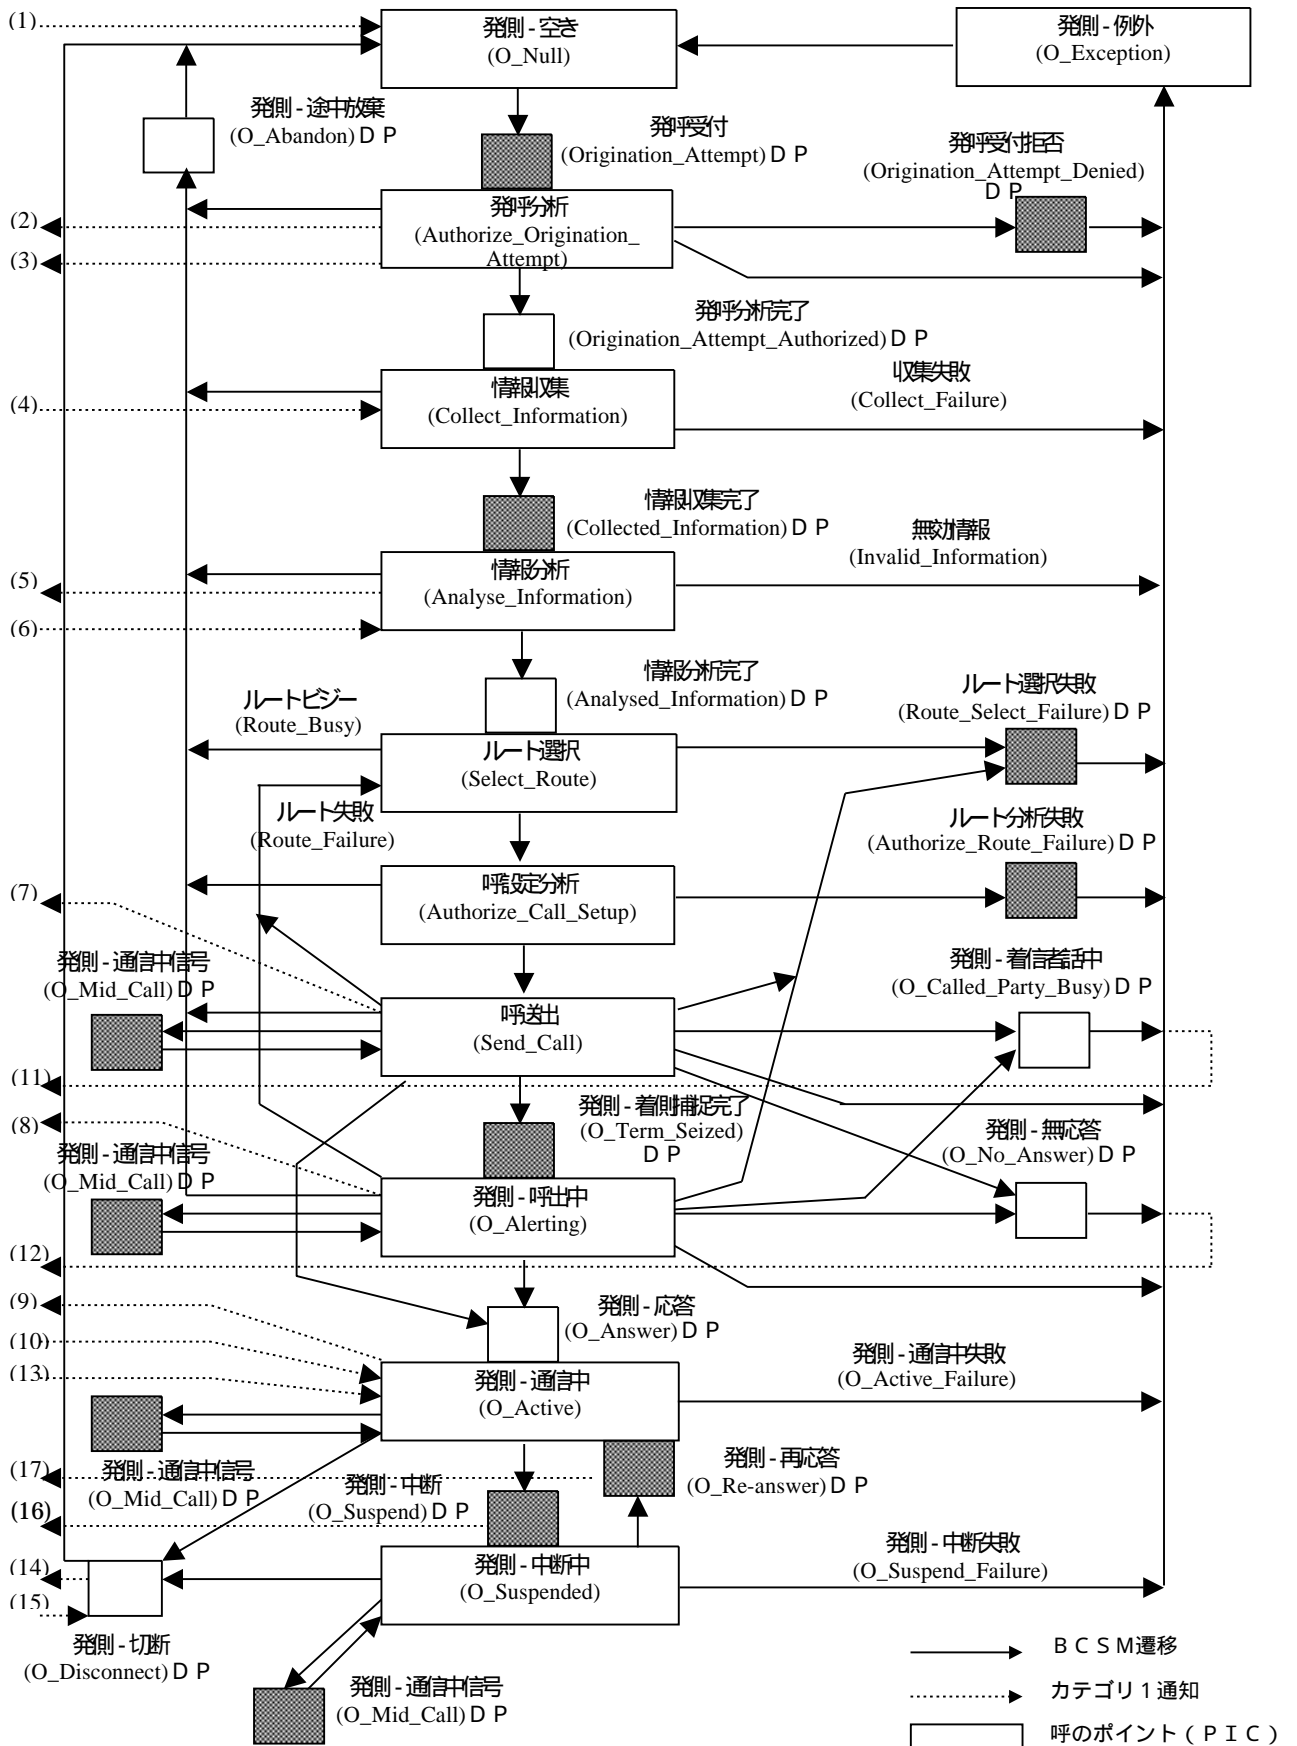 (1)
発側-空き
(O_Null)
発側-例外
(O_Exception)
発側-途中放棄
(O_Abandon)ＤＰ
発呼受付
(Origination_Attempt)ＤＰ
発呼受付拒否
(Origination_Attempt_Denied)
ＤＰ
(2)
発呼分析
(Authorize_Origination_
Attempt)
(3)
発呼分析完了
(Origination_Attempt_Authorized)ＤＰ
収集失敗
(Collect_Failure)
(4)
情報収集
(Collect_Information)
情報収集完了
(Collected_Information)ＤＰ
無効情報
(Invalid_Information)
(5)
情報分析
(Analyse_Information)
(6)
情報分析完了
(Analysed_Information)ＤＰ
ルート選択失敗
(Route_Select_Failure)ＤＰ
ルートビジー
(Route_Busy)
ルート選択
(Select_Route)
ルート失敗
(Route_Failure)
ルート分析失敗
(Authorize_Route_Failure)ＤＰ
(7)
呼設定分析
(Authorize_Call_Setup)
発側-通信中信号
(O_Mid_Call)ＤＰ
発側-着信者話中
(O_Called_Party_Busy)ＤＰ
呼送出
(Send_Call)
(11)
(8)
発側-着側捕捉完了
(O_Term_Seized)
ＤＰ
発側-無応答
(O_No_Answer)ＤＰ
発側-通信中信号
(O_Mid_Call)ＤＰ
発側-呼出中
(O_Alerting)
(12)
(9)
発側-応答
(O_Answer)ＤＰ
(10)
(13)
発側-通信中
(O_Active)
発側-通信中失敗
(O_Active_Failure)
(17)
発側-通信中信号
(O_Mid_Call)ＤＰ
発側-中断
(O_Suspend)ＤＰ
発側-再応答
(O_Re-answer)ＤＰ
(16)
(14)
発側-中断中
(O_Suspended)
発側-中断失敗
(O_Suspend_Failure)
(15)
発側-切断
(O_Disconnect)ＤＰ
発側-通信中信号
(O_Mid_Call)ＤＰ
ＢＣＳＭ遷移
カテゴリ１通知
呼のポイント（ＰＩＣ）